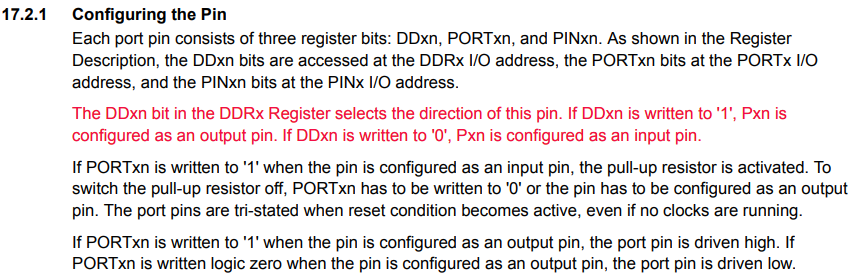 17.2.1 Configuring the Pin
Each port pin consists of three register bits: DDxn, PORTxn, and PINxn. As shown in the Register
Description, the DDxn bits are accessed at the DDRx I/O address, the PORTxn bits at the PORTx I/O
address, and the PINxn bits at the PINx I/O address.
The DDxn bit in the DDRx Register selects the direction of this pin. If DDxn is written to '1', Pxn is
configured as an output pin. If DDxn is written to '0', Pxn is configured as an input pin.
If PORTxn is written to '1' when the pin is configured as an input pin, the pull-up resistor is activated. To
switch the pull-up resistor off, PORTxn has to be written to '0' or the pin has to be configured as an output
pin. The port pins are tri-stated when reset condition becomes active, even if no clocks are running.
If PORTxn is written to '1' when the pin is configured as an output pin, the port pin is driven high. If
PORTxn is written logic zero when the pin is configured as an output pin, the port pin is driven low.